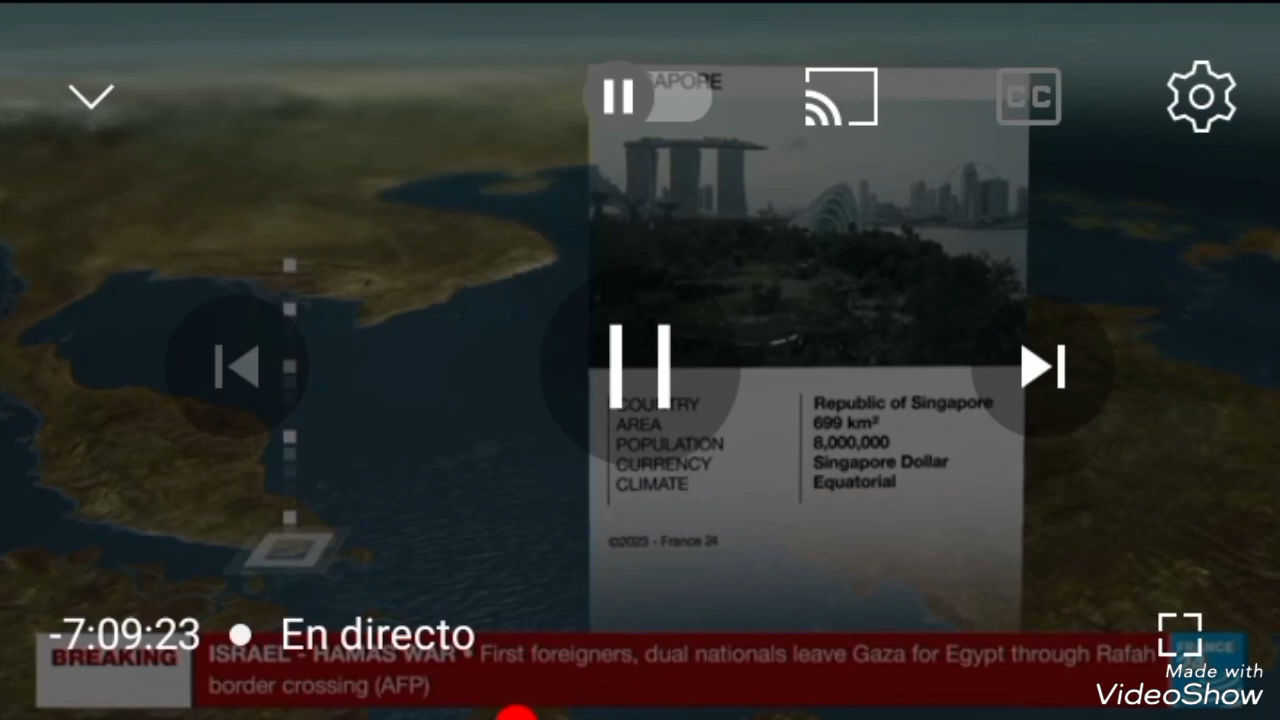 SAPORE
CC
COUNTRY Republic of Singapore
AREA 699 km²
POPULATION 8,000,000
CURRENCY Singapore Dollar
CLIMATE Equatorial
©2023 - France 24
-7:09:23 • En directo
BREAKING
ISRAEL - HAMAS WAR • First foreigners, dual nationals leave Gaza for Egypt through Rafah
border crossing (AFP)
FRANCE
Made with
VideoShow